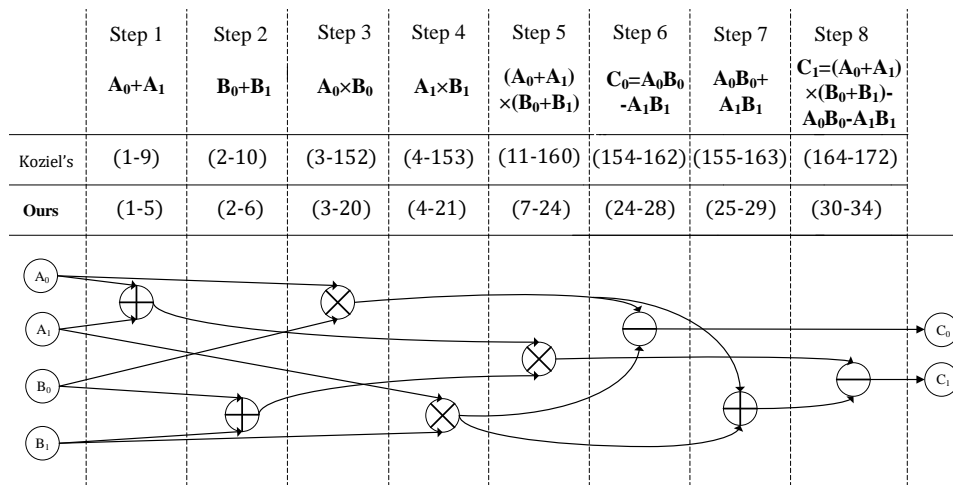 Step 1 Step 2 Step 3 Step 4 Step 5 Step 6 Step 7 Step 8
A₀+A₁ B₀+B₁ A₀×B₀ A₁×B₁ (A₀+A₁) ×(B₀+B₁) C₀=A₀B₀ -A₁B₁ A₀B₀+ A₁B₁ C₁=(A₀+A₁) ×(B₀+B₁)- A₀B₀-A₁B₁
Koziel's (1-9) (2-10) (3-152) (4-153) (11-160) (154-162) (155-163) (164-172)
Ours (1-5) (2-6) (3-20) (4-21) (7-24) (24-28) (25-29) (30-34)
A₀
A₁
C₀
B₀
C₁
B₁